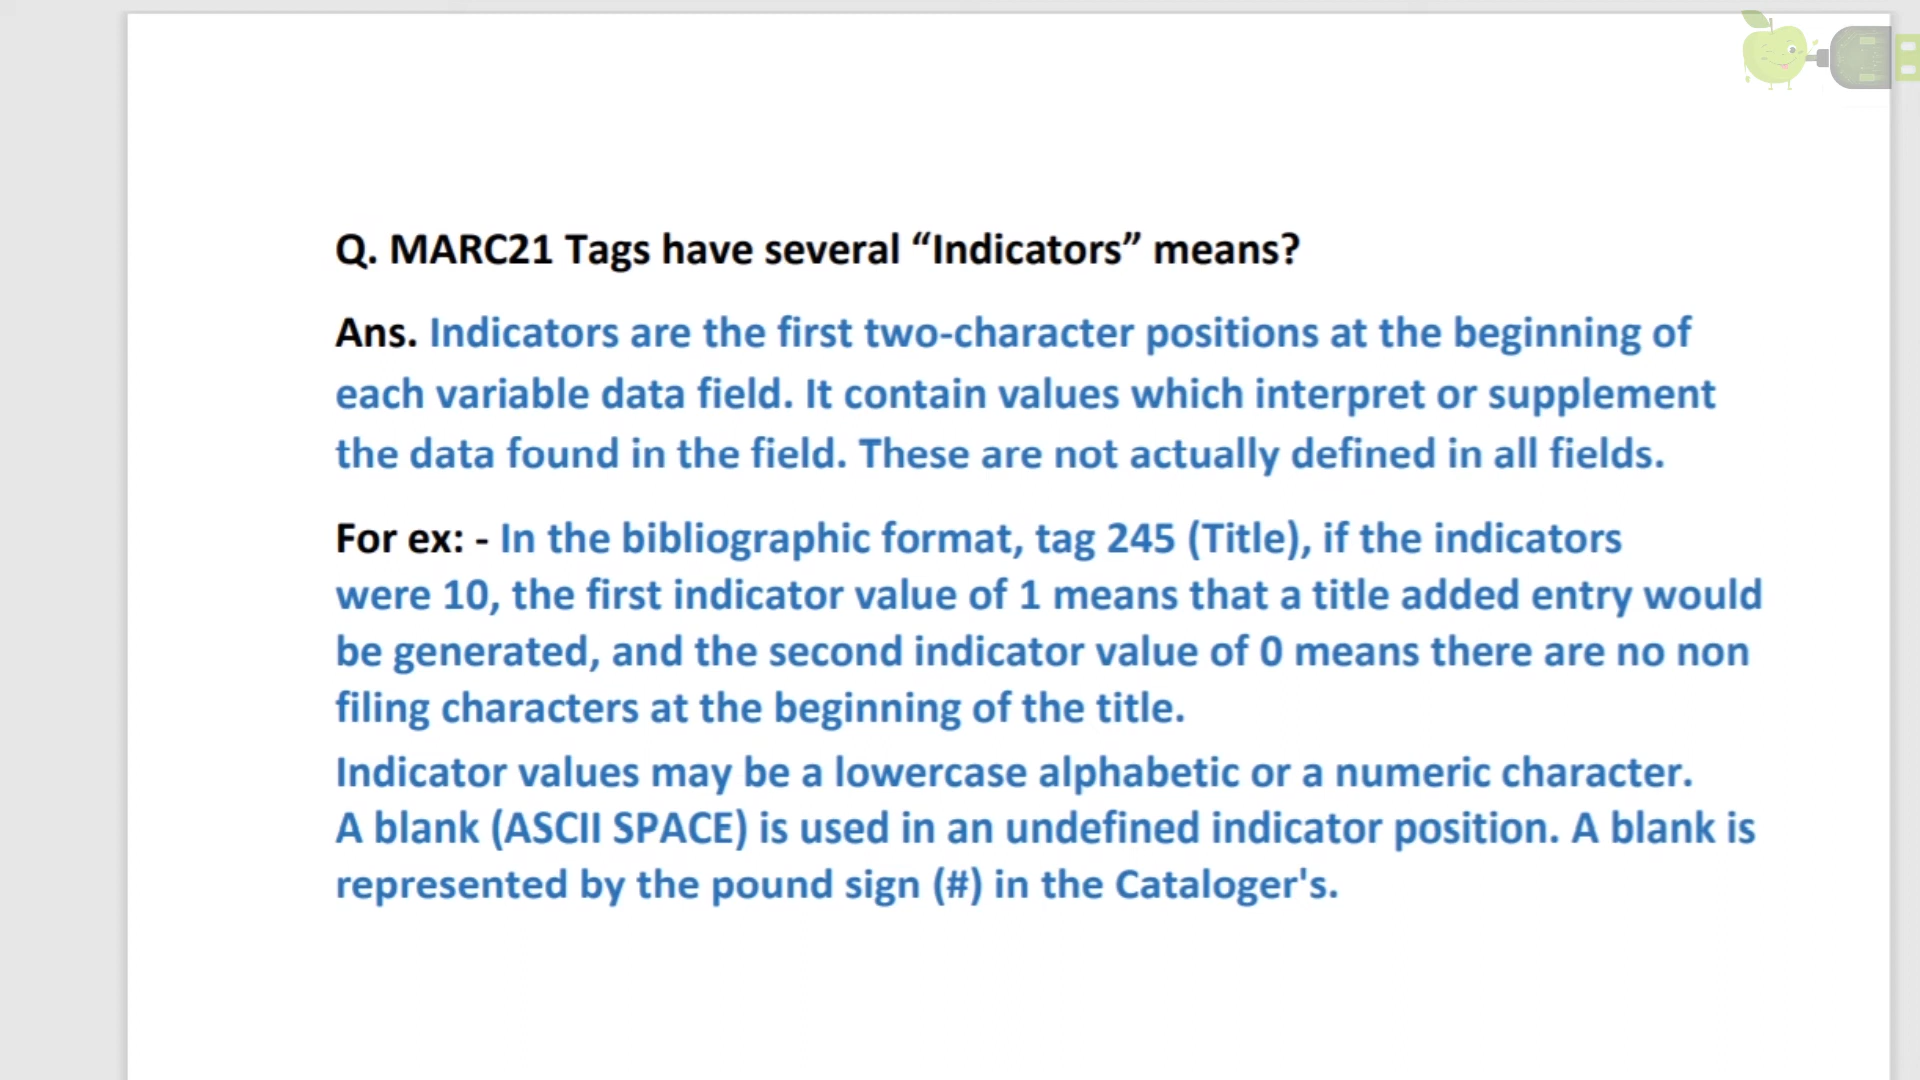 Q. MARC21 Tags have several “Indicators” means?
Ans. Indicators are the first two-character positions at the beginning of
each variable data field. It contain values which interpret or supplement
the data found in the field. These are not actually defined in all fields.
For ex: - In the bibliographic format, tag 245 (Title), if the indicators
were 10, the first indicator value of 1 means that a title added entry would
be generated, and the second indicator value of 0 means there are no non
filing characters at the beginning of the title.
Indicator values may be a lowercase alphabetic or a numeric character.
A blank (ASCII SPACE) is used in an undefined indicator position. A blank is
represented by the pound sign (#) in the Cataloger's.